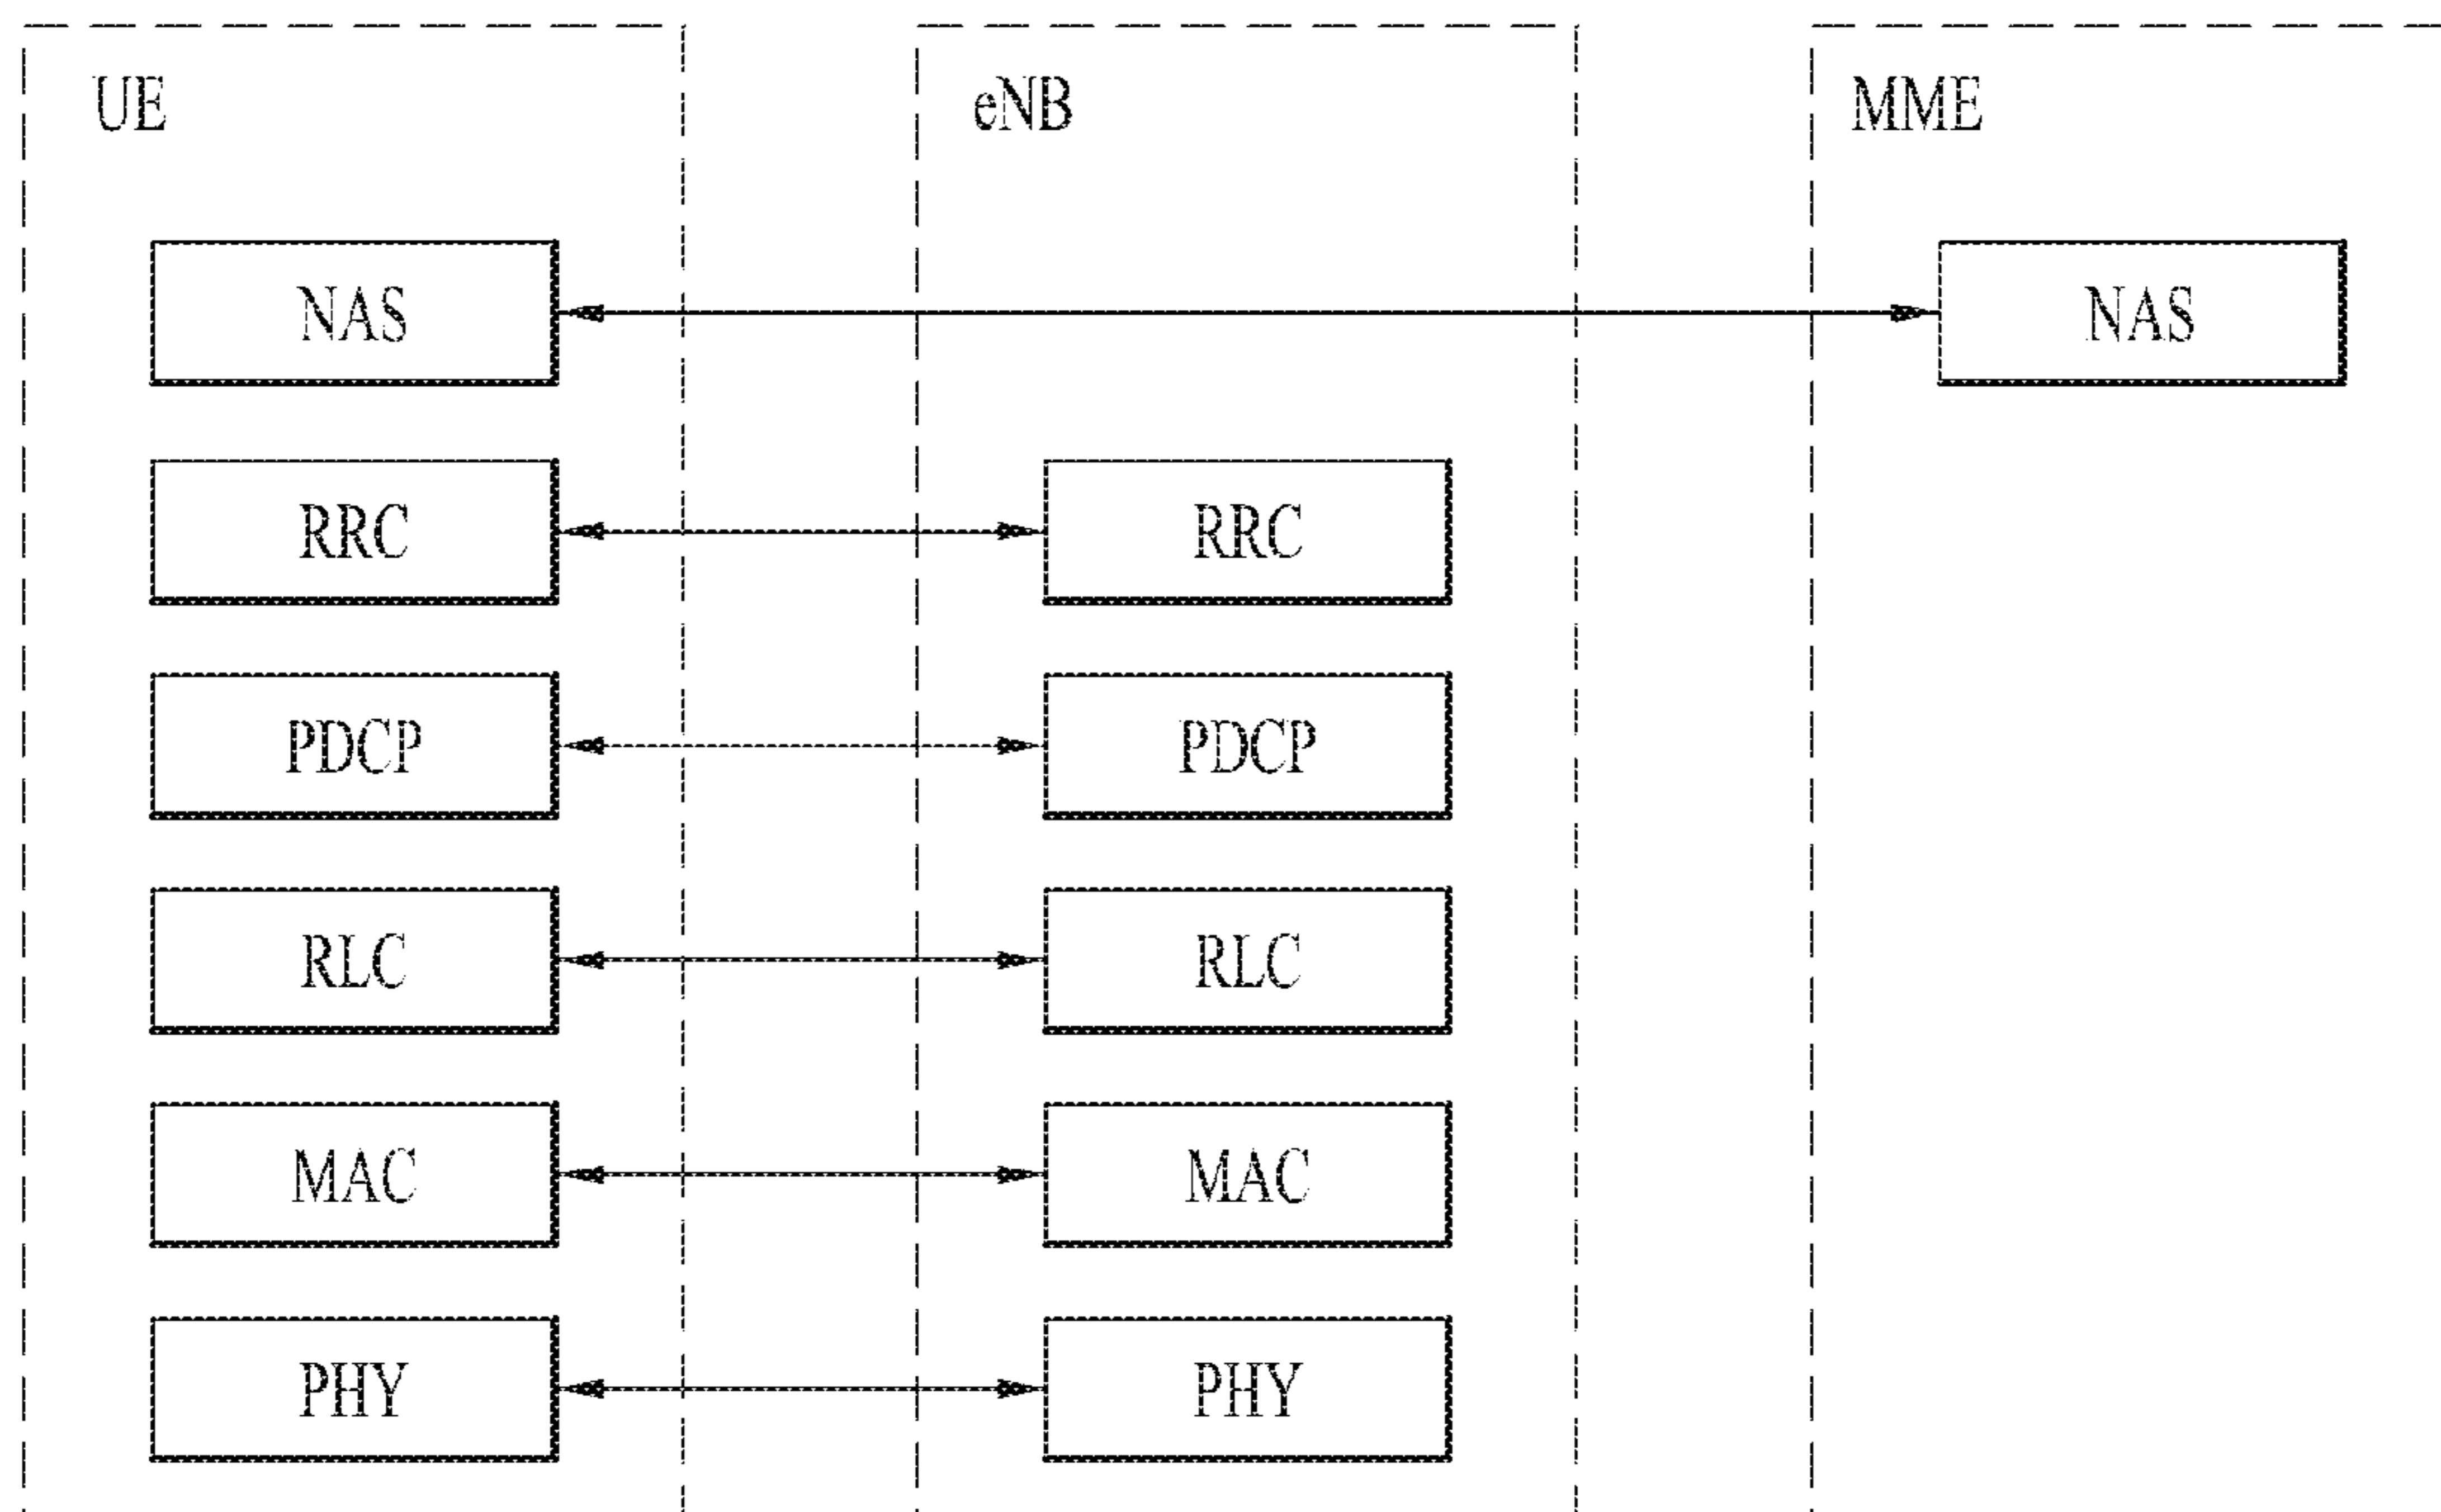 UE eNB MME
NAS NAS
RRC RRC
PDCP PDCP
RLC RLC
MAC MAC
PHY PHY